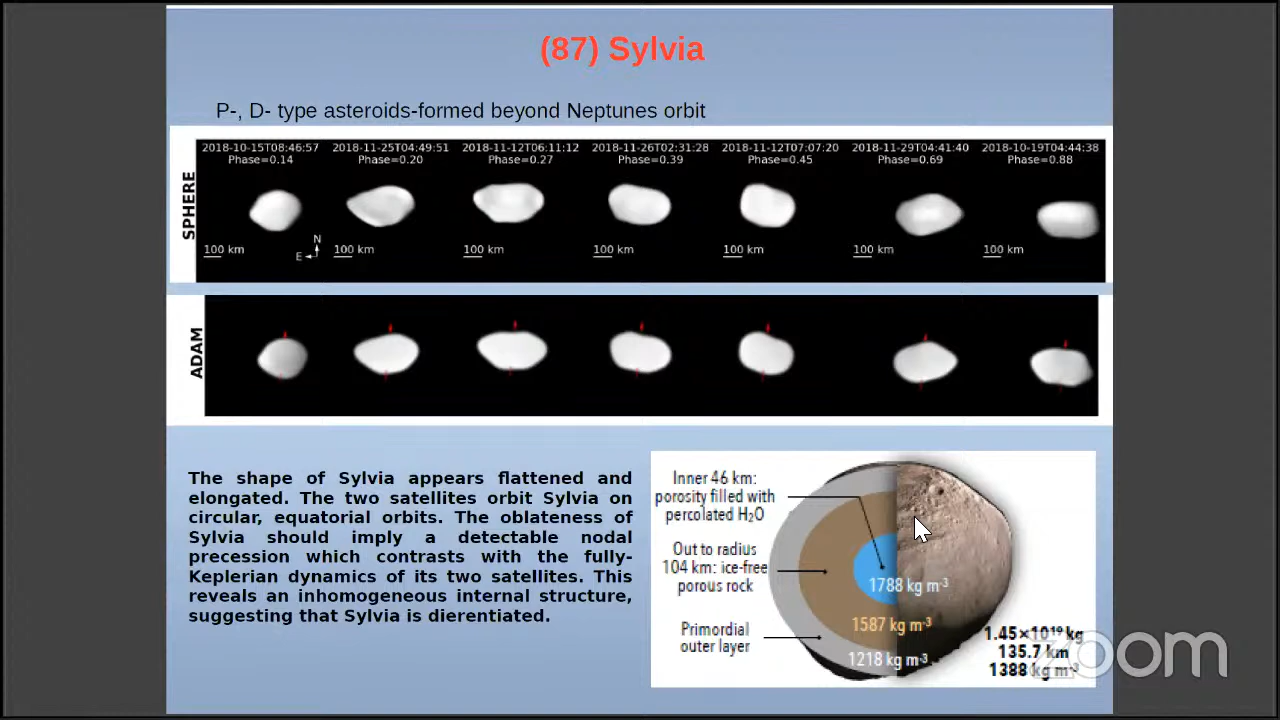 (87) Sylvia
P-, D- type asteroids-formed beyond Neptunes orbit
SPHERE
2018-10-15T08:46:57 2018-11-25T04:49:51 2018-11-12T06:11:12 2018-11-26T02:31:28 2018-11-12T07:07:20 2018-11-29T04:41:40 2018-10-19T04:44:38
Phase=0.14 Phase=0.20 Phase=0.27 Phase=0.39 Phase=0.45 Phase=0.69 Phase=0.88
N
E
100 km 100 km 100 km 100 km 100 km 100 km 100 km
ADAM
The shape of Sylvia appears flattened and
elongated. The two satellites orbit Sylvia on
circular, equatorial orbits. The oblateness of
Sylvia should imply a detectable nodal
precession which contrasts with the fully-
Keplerian dynamics of its two satellites. This
reveals an inhomogeneous internal structure,
suggesting that Sylvia is dierentiated.
Inner 46 km:
porosity filled with
percolated H₂O
Out to radius
104 km: ice-free
porous rock
Primordial
outer layer
1788 kg m⁻³
1587 kg m⁻³
1218 kg m⁻³
1.45×10¹⁹ kg
135.7 km
1388 kg m⁻³
zoom